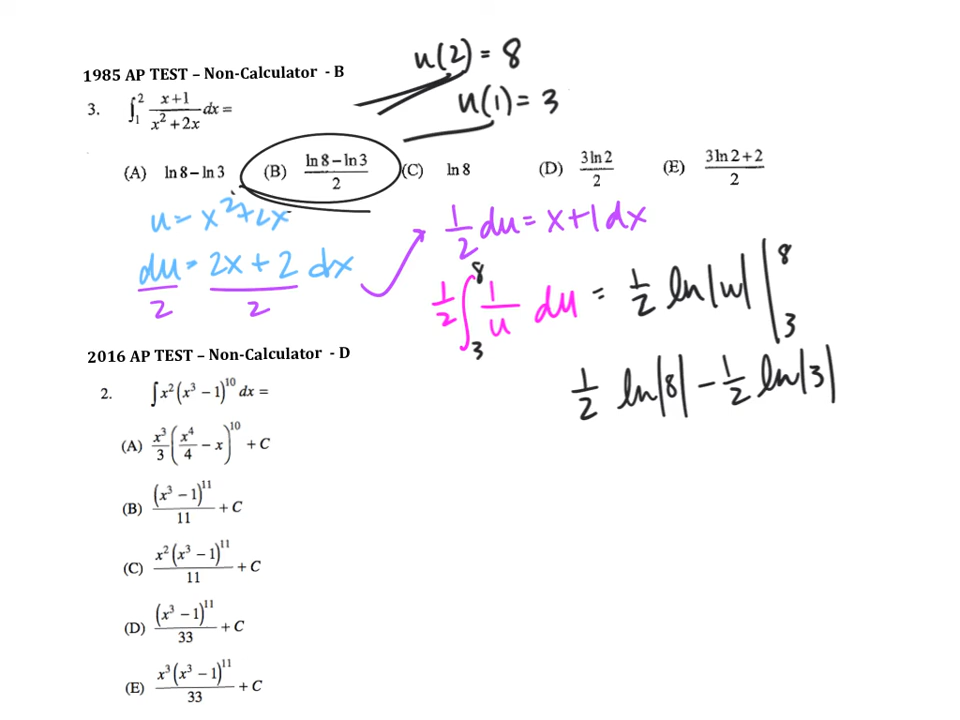 u(2) = 8
1985 AP TEST – Non-Calculator - B
u(1) = 3
3. ∫₁² (x+1)/(x² + 2x) dx =
(A) ln 8 – ln 3 (B) (ln 8 – ln 3)/2 (C) ln 8 (D) (3 ln 2)/2 (E) (3 ln 2 + 2)/2
u = x² + 2x
1/2 du = x + 1 dx
du/2 = (2x + 2)/2 dx
1/2 ∫₃⁸ 1/u du = 1/2 ln|u| |₃⁸
1/2 ln|8| – 1/2 ln|3|
2016 AP TEST – Non-Calculator - D
2. ∫ x² (x³ – 1)¹⁰ dx =
(A) x³/3 (x⁴/4 – x)¹⁰ + C
(B) (x³ – 1)¹¹/11 + C
(C) x² (x³ – 1)¹¹/11 + C
(D) (x³ – 1)¹¹/33 + C
(E) x³ (x³ – 1)¹¹/33 + C